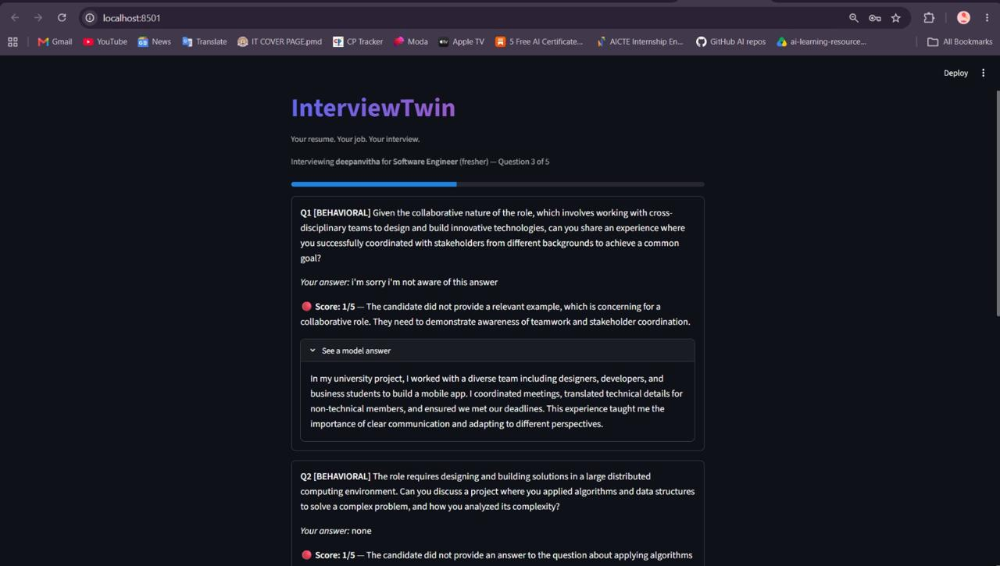 localhost:8501
Gmail
YouTube
News
Translate
IT COVER PAGE.pmd
CP Tracker
Moda
Apple TV
5 Free AI Certificate...
AICTE Internship En...
GitHub AI repos
ai-learning-resource...
All Bookmarks
Deploy
InterviewTwin
Your resume. Your job. Your interview.
Interviewing deepanvitha for Software Engineer (fresher) — Question 3 of 5
Q1 [BEHAVIORAL] Given the collaborative nature of the role, which involves working with cross-
disciplinary teams to design and build innovative technologies, can you share an experience where
you successfully coordinated with stakeholders from different backgrounds to achieve a common
goal?
Your answer: i'm sorry i'm not aware of this answer
Score: 1/5 — The candidate did not provide a relevant example, which is concerning for a
collaborative role. They need to demonstrate awareness of teamwork and stakeholder coordination.
See a model answer
In my university project, I worked with a diverse team including designers, developers, and
business students to build a mobile app. I coordinated meetings, translated technical details for
non-technical members, and ensured we met our deadlines. This experience taught me the
importance of clear communication and adapting to different perspectives.
Q2 [BEHAVIORAL] The role requires designing and building solutions in a large distributed
computing environment. Can you discuss a project where you applied algorithms and data structures
to solve a complex problem, and how you analyzed its complexity?
Your answer: none
Score: 1/5 — The candidate did not provide an answer to the question about applying algorithms